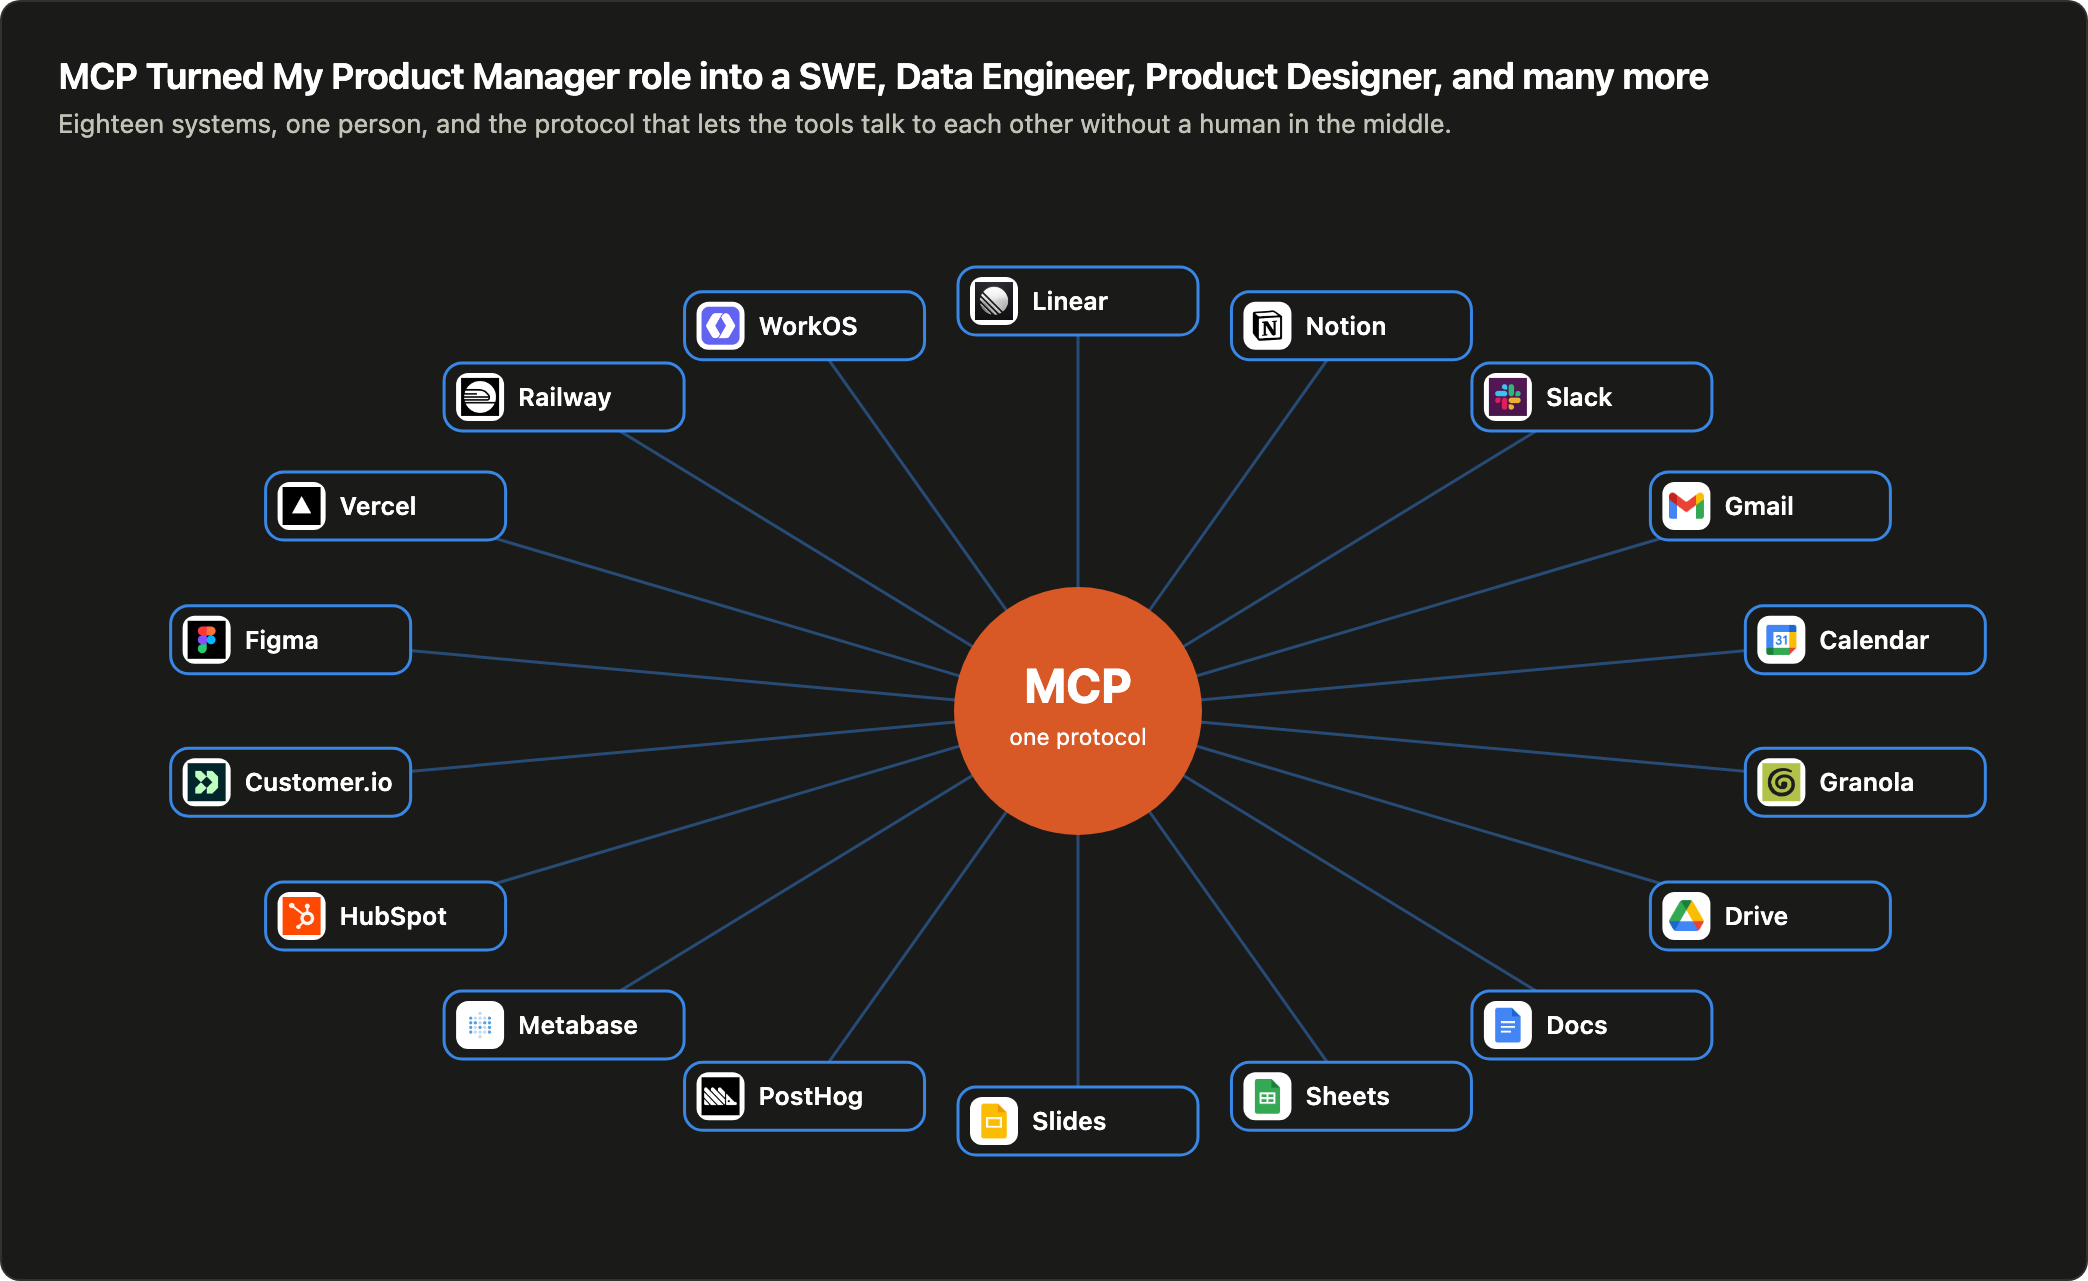 MCP Turned My Product Manager role into a SWE, Data Engineer, Product Designer, and many more
Eighteen systems, one person, and the protocol that lets the tools talk to each other without a human in the middle.
Linear
WorkOS
Notion
Railway
Slack
Vercel
Gmail
Figma
31
Calendar
MCP
one protocol
Customer.io
Granola
HubSpot
Drive
Metabase
Docs
PostHog
Sheets
Slides